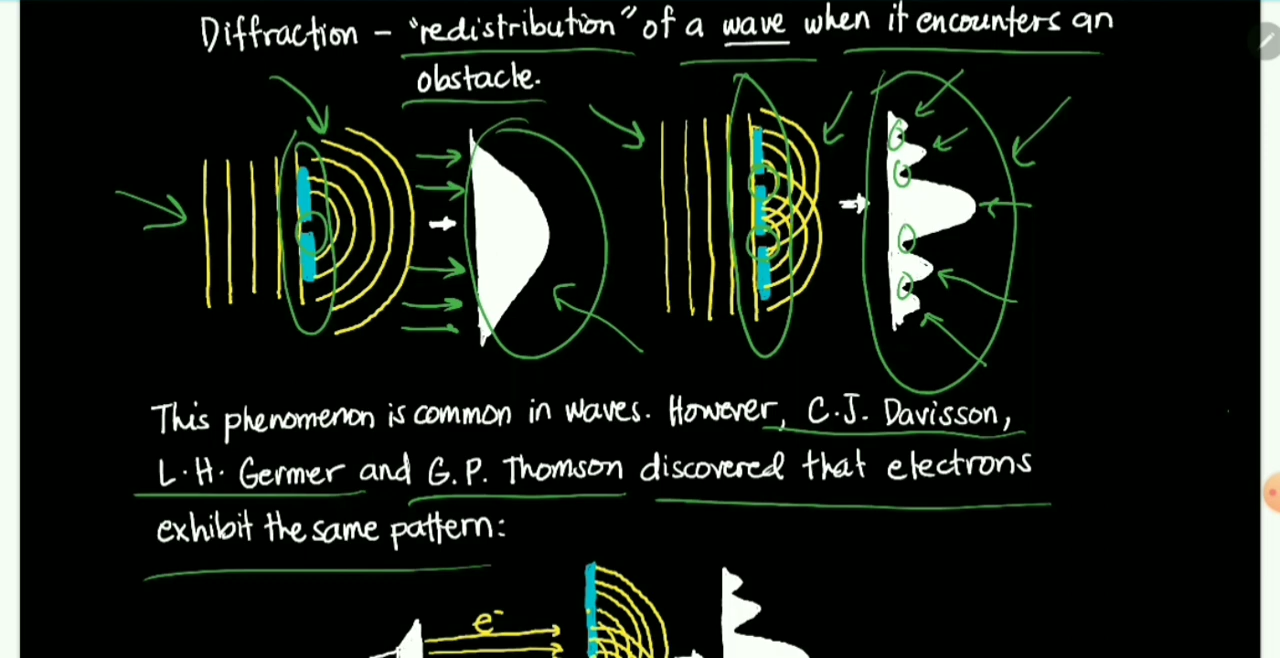 Diffraction – "redistribution" of a wave when it encounters an
obstacle.
This phenomenon is common in waves. However, C.J. Davisson,
L.H. Germer and G.P. Thomson discovered that electrons
exhibit the same pattern:
e⁻